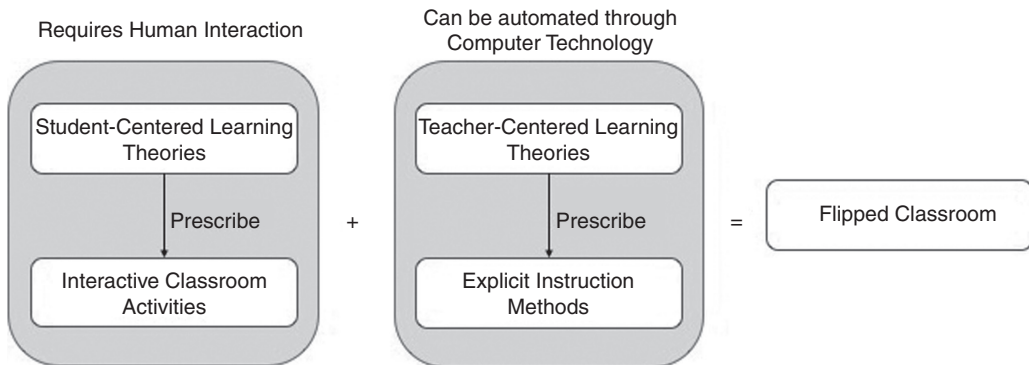 Requires Human Interaction
Can be automated through
Computer Technology
Student-Centered Learning
Theories
Prescribe
Interactive Classroom
Activities
+
Teacher-Centered Learning
Theories
Prescribe
Explicit Instruction
Methods
=
Flipped Classroom